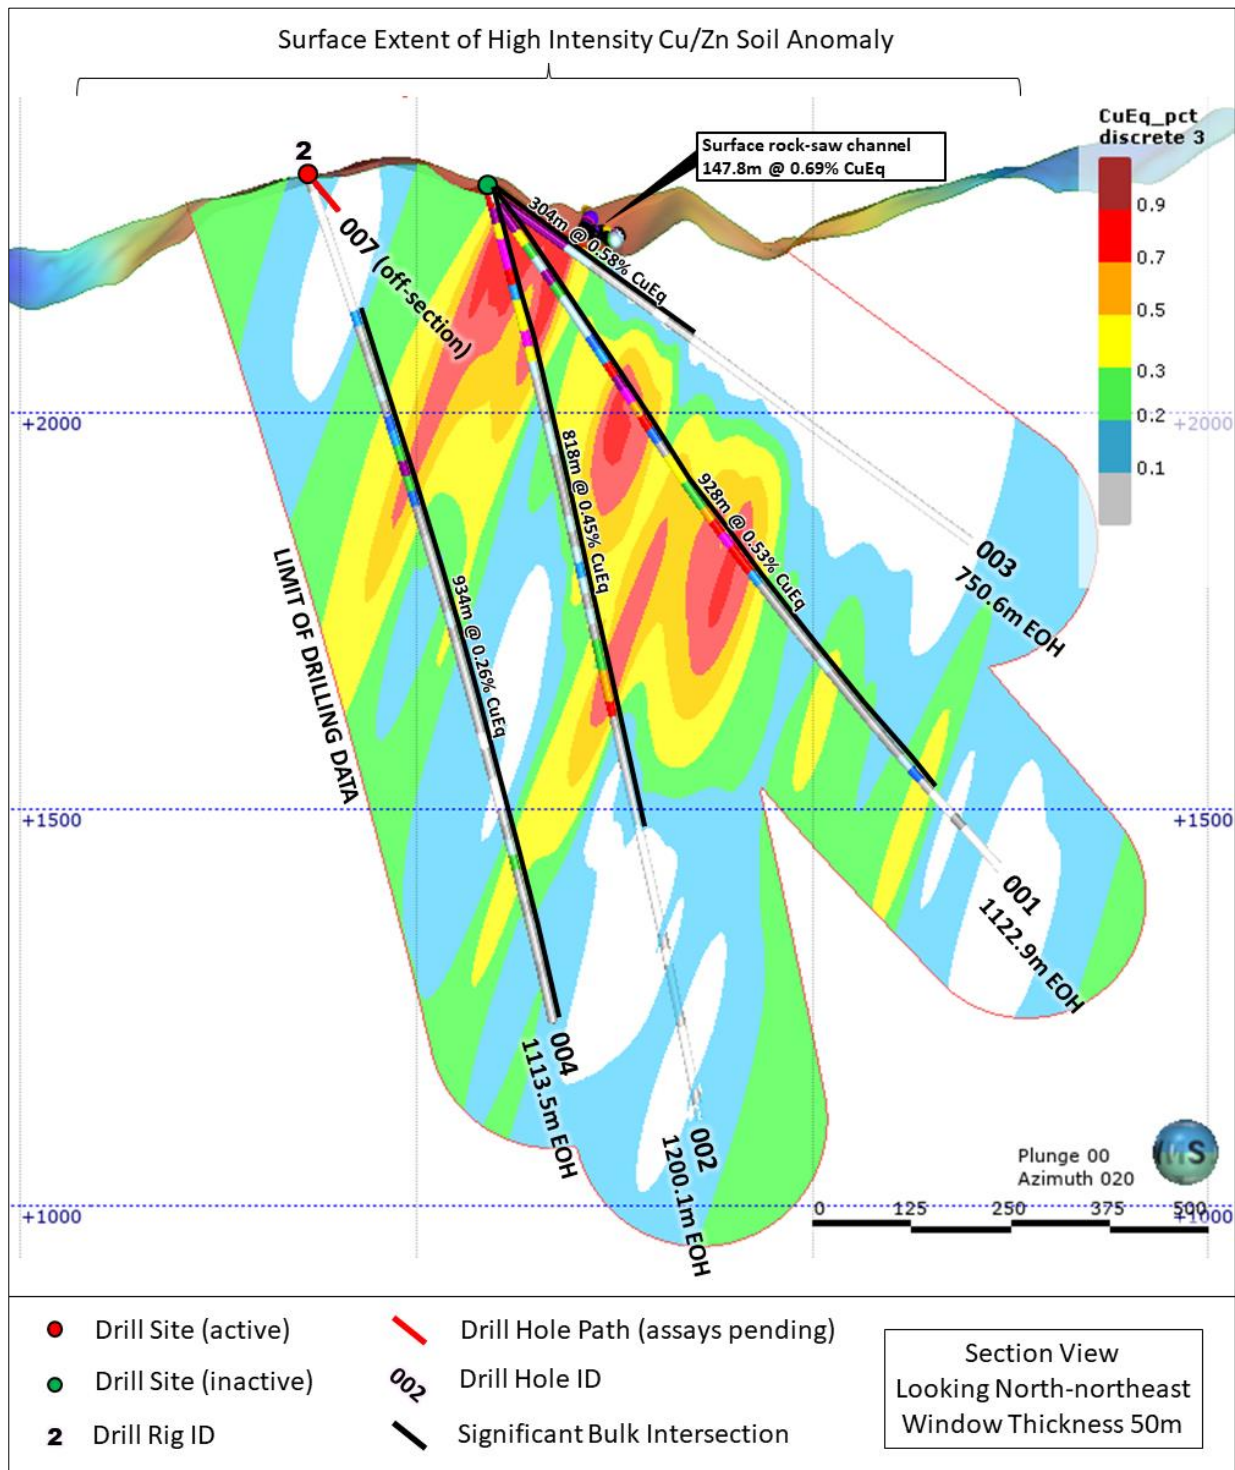 Surface Extent of High Intensity Cu/Zn Soil Anomaly
CuEq_pct
discrete 3
0.9
0.7
0.5
0.3
0.2
0.1
2
Surface rock-saw channel
147.8m @ 0.69% CuEq
304m @ 0.58% CuEq
007 (off-section)
+2000
+2000
818m @ 0.45% CuEq
928m @ 0.53% CuEq
003
750.6m EOH
LIMIT OF DRILLING DATA
934m @ 0.26% CuEq
+1500
+1500
001
1122.9m EOH
004
1113.5m EOH
002
1200.1m EOH
Plunge 00
Azimuth 020
S
0 125 250 375 500
+1000
+1000
Drill Site (active)
Drill Hole Path (assays pending)
Drill Site (inactive)
002
Drill Hole ID
2
Drill Rig ID
Significant Bulk Intersection
Section View
Looking North-northeast
Window Thickness 50m